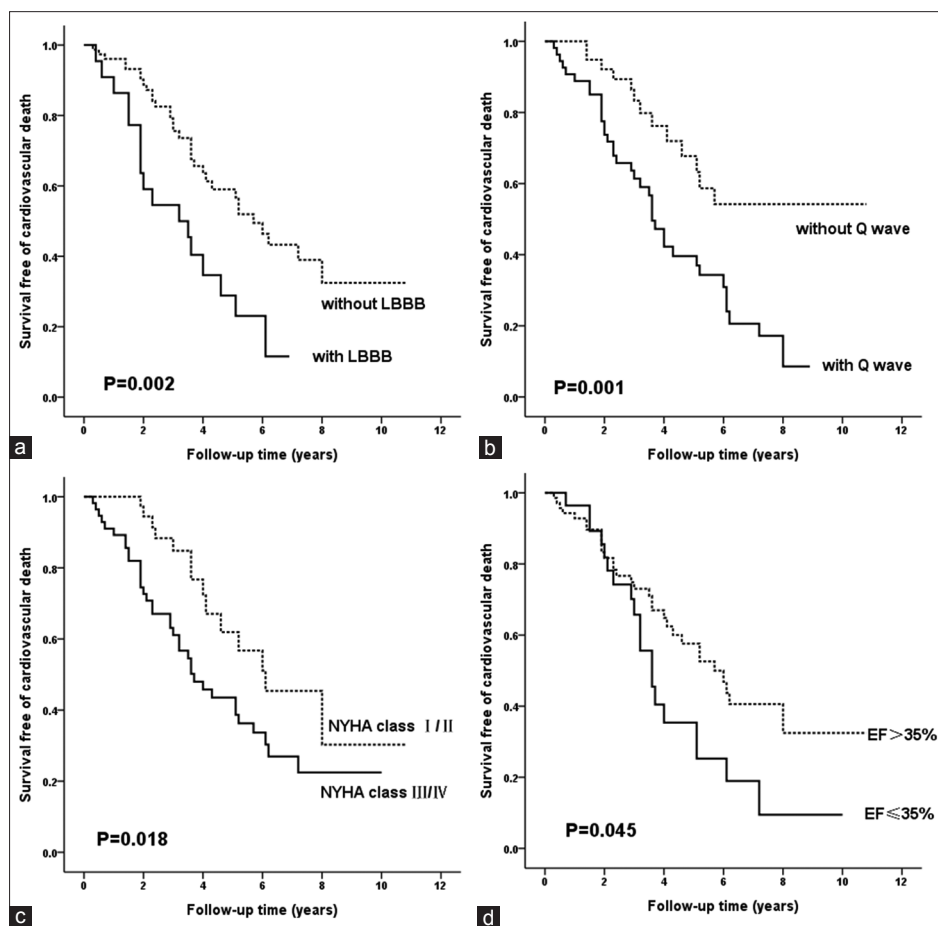 Survival free of cardiovascular death
1.0
0.8
0.6
0.4
0.2
0.0
without LBBB
with LBBB
P=0.002
0 2 4 6 8 10 12
Follow-up time (years)
a
Survival free of cardiovascular death
1.0
0.8
0.6
0.4
0.2
0.0
without Q wave
with Q wave
P=0.001
0 2 4 6 8 10 12
Follow-up time (years)
b
Survival free of cardiovascular death
1.0
0.8
0.6
0.4
0.2
0.0
NYHA class Ⅰ/Ⅱ
NYHA class Ⅲ/Ⅳ
P=0.018
0 2 4 6 8 10 12
Follow-up time (years)
c
Survival free of cardiovascular death
1.0
0.8
0.6
0.4
0.2
0.0
EF＞35%
EF≤35%
P=0.045
0 2 4 6 8 10 12
Follow-up time (years)
d